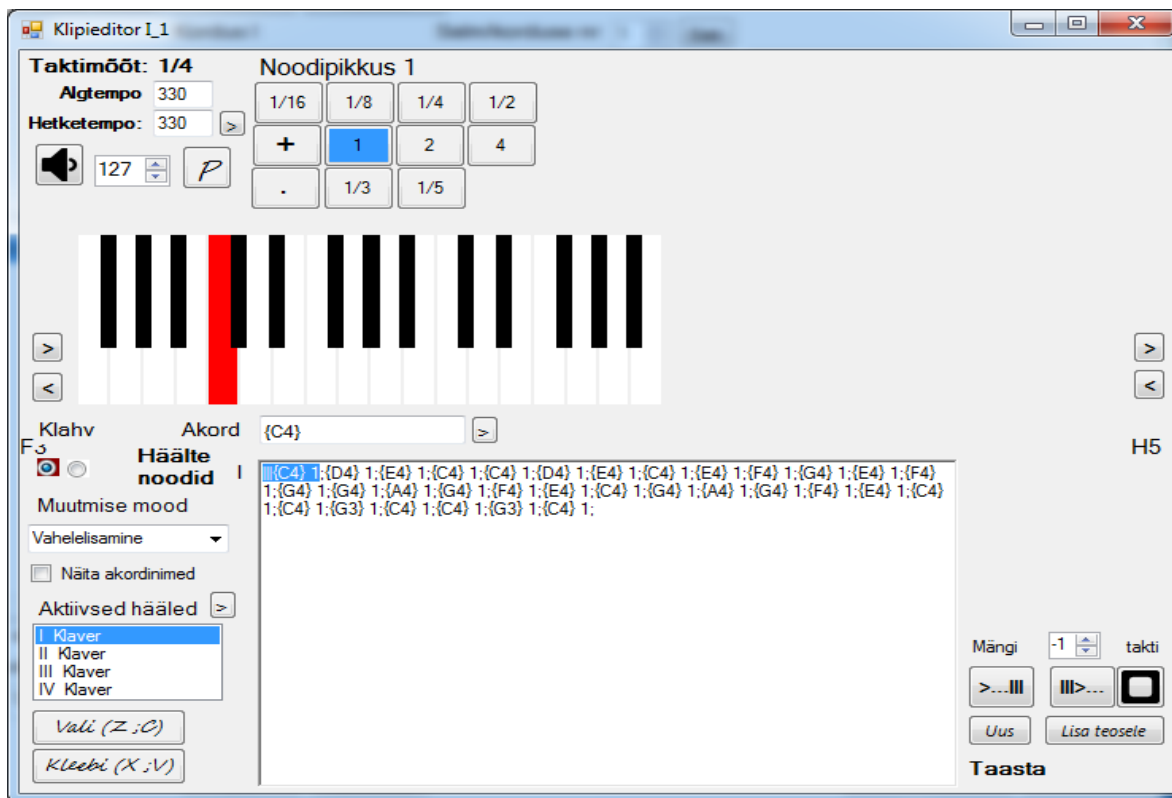 Klipieditor I_1
Taktimõõt: 1/4
Noodipikkus 1
Algtempo 330
Hetketempo: 330 >
127 P
1/16 1/8 1/4 1/2
+ 1 2 4
. 1/3 1/5
>
<
>
<
Klahv Akord {C4} >
F3
H5
Häälte
noodid I
III{C4} 1;{D4} 1;{E4} 1;{C4} 1;{C4} 1;{D4} 1;{E4} 1;{C4} 1;{E4} 1;{F4} 1;{G4} 1;{E4} 1;{F4}
1;{G4} 1;{G4} 1;{A4} 1;{G4} 1;{F4} 1;{E4} 1;{C4} 1;{G4} 1;{A4} 1;{G4} 1;{F4} 1;{E4} 1;{C4}
1;{C4} 1;{G3} 1;{C4} 1;{C4} 1;{G3} 1;{C4} 1;
Muutmise mood
Vahelelisamine
Näita akordinimed
Aktiivsed hääled >
I Klaver
II Klaver
III Klaver
IV Klaver
Vali (Z ;C)
Kleebi (X ;V)
Mängi -1 takti
>...III III>...
Uus Lisa teosele
Taasta